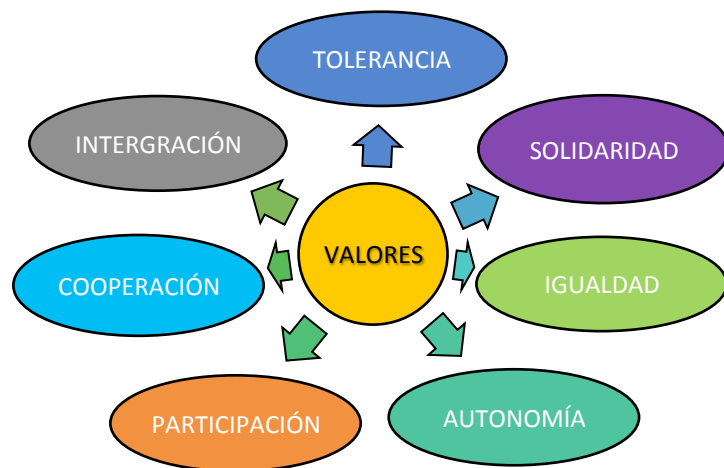 TOLERANCIA
INTERGRACIÓN
SOLIDARIDAD
VALORES
COOPERACIÓN
IGUALDAD
PARTICIPACIÓN
AUTONOMÍA